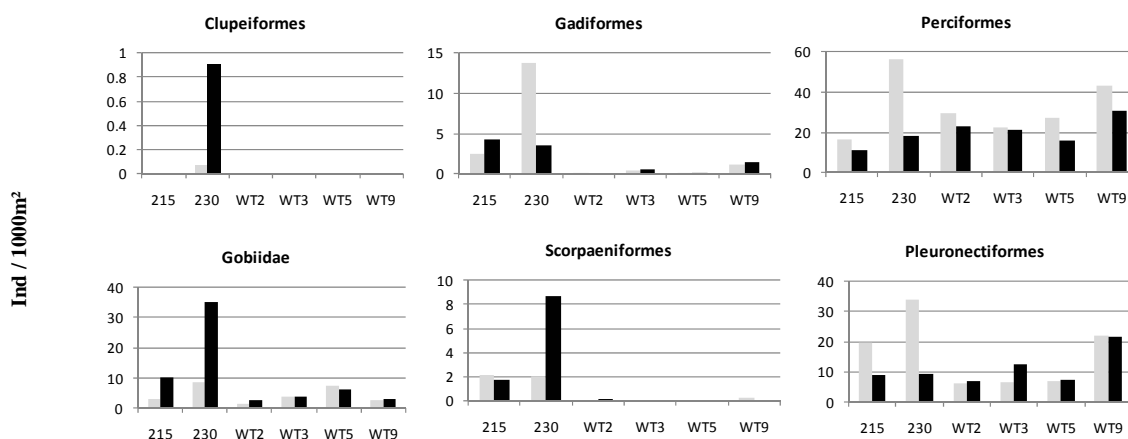 Clupeiformes
1
0.8
0.6
0.4
0.2
0
215 230 WT2 WT3 WT5 WT9
Gadiformes
15
10
5
0
215 230 WT2 WT3 WT5 WT9
Perciformes
60
40
20
0
215 230 WT2 WT3 WT5 WT9
Ind / 1000m²
Gobiidae
40
30
20
10
0
215 230 WT2 WT3 WT5 WT9
Scorpaeniformes
10
8
6
4
2
0
215 230 WT2 WT3 WT5 WT9
Pleuronectiformes
40
30
20
10
0
215 230 WT2 WT3 WT5 WT9